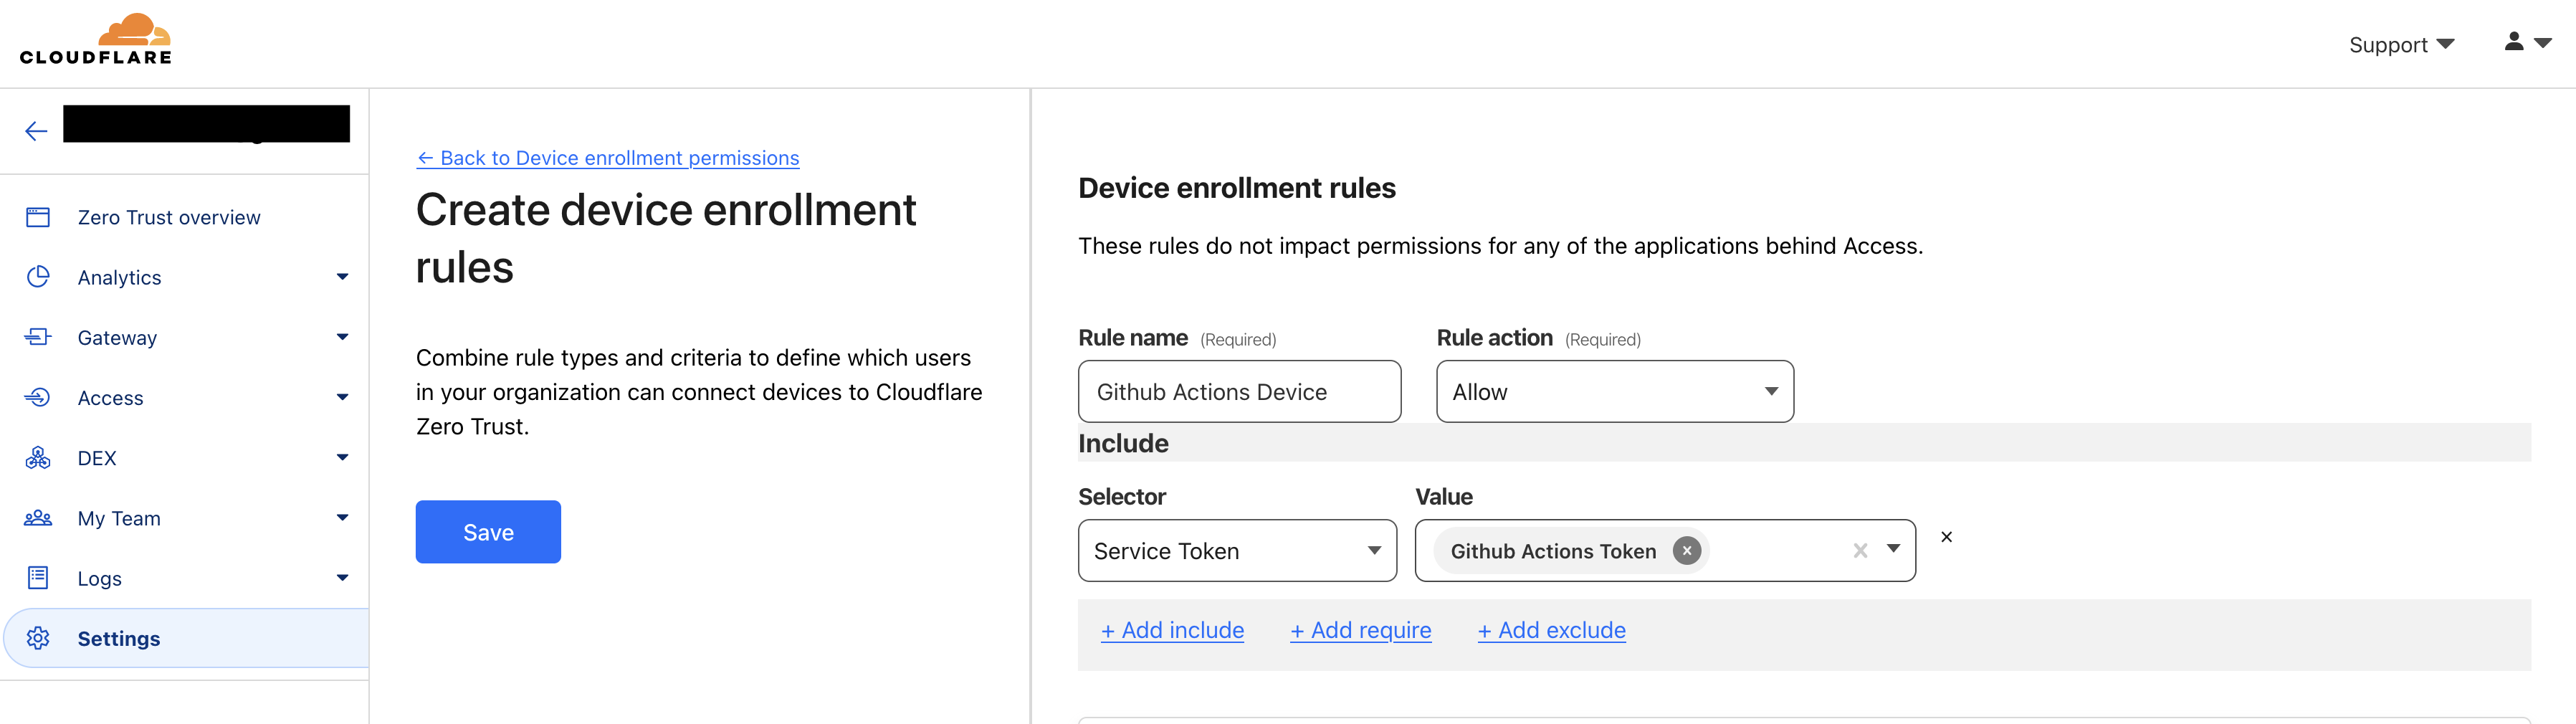 CLOUDFLARE
Support
Zero Trust overview
Analytics
Gateway
Access
DEX
My Team
Logs
Settings
← Back to Device enrollment permissions
Create device enrollment
rules
Combine rule types and criteria to define which users
in your organization can connect devices to Cloudflare
Zero Trust.
Save
Device enrollment rules
These rules do not impact permissions for any of the applications behind Access.
Rule name (Required) Rule action (Required)
Github Actions Device Allow
Include
Selector Value
Service Token Github Actions Token
+ Add include + Add require + Add exclude